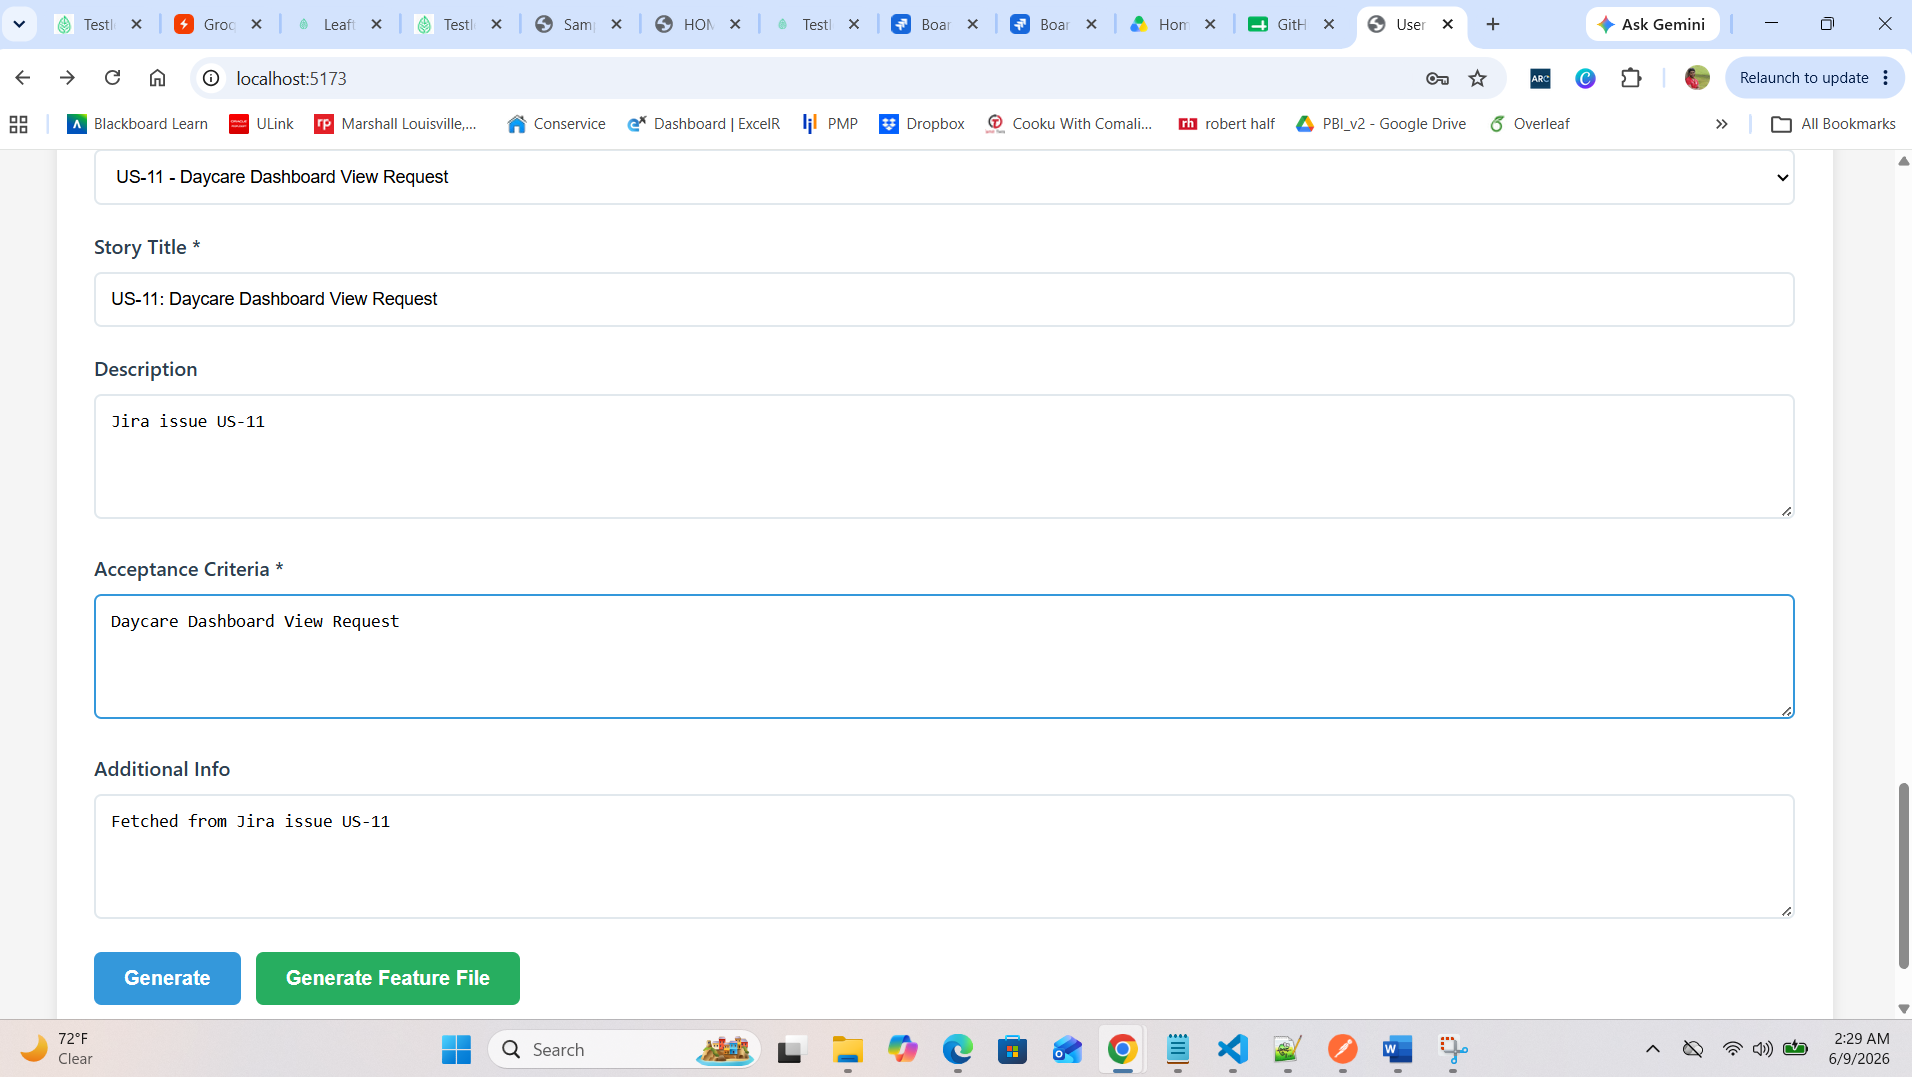 Testl
Groq
Leaft
Testl
Sam
HOM
Testl
Boar
Boar
Hom
GitH
User
Ask Gemini
localhost:5173
ARC
Relaunch to update
Blackboard Learn
ULink
Marshall Louisville,...
Conservice
Dashboard | ExcelR
PMP
Dropbox
Cooku With Comali...
robert half
PBI_v2 - Google Drive
Overleaf
All Bookmarks
US-11 - Daycare Dashboard View Request
Story Title *
US-11: Daycare Dashboard View Request
Description
Jira issue US-11
Acceptance Criteria *
Daycare Dashboard View Request
Additional Info
Fetched from Jira issue US-11
Generate
Generate Feature File
72°F
Clear
Search
2:29 AM
6/9/2026